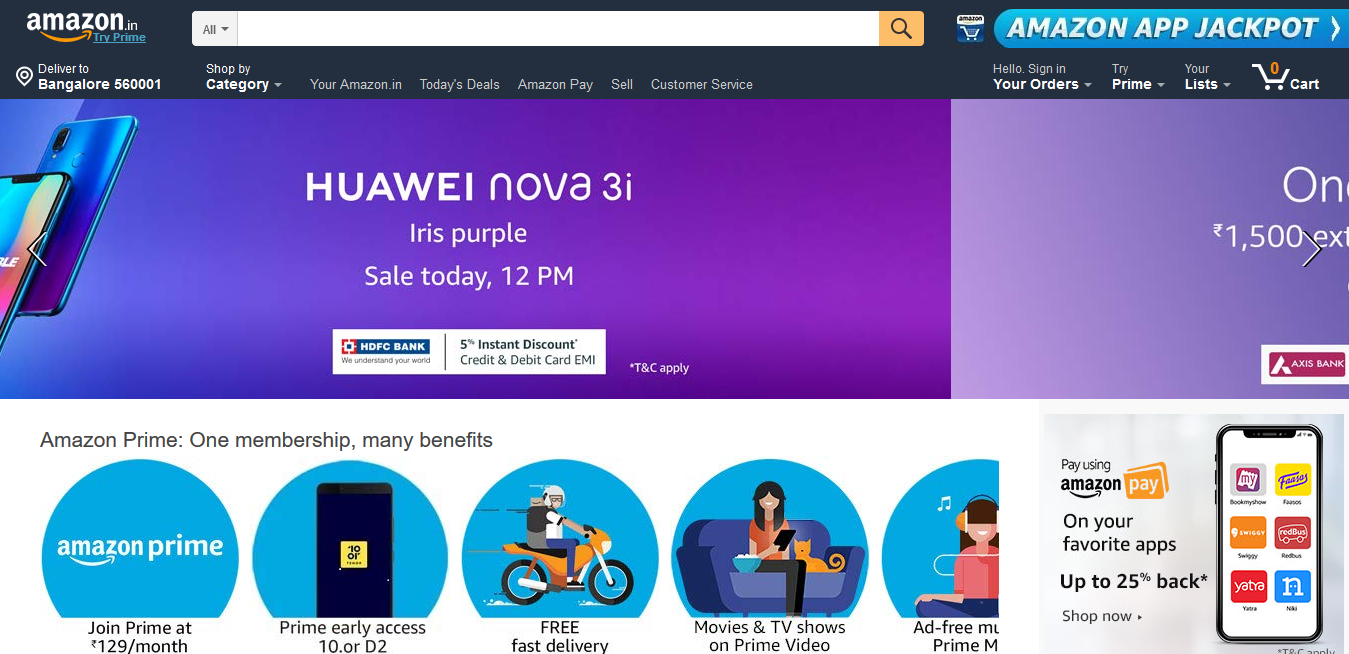 amazon.in
Try Prime
All
amazon
AMAZON APP JACKPOT
Deliver to
Bangalore 560001
Shop by
Category
Your Amazon.in Today's Deals Amazon Pay Sell Customer Service
Hello. Sign in
Your Orders
Try
Prime
Your
Lists
0
Cart
HUAWEI nova 3i
Iris purple
Sale today, 12 PM
HDFC BANK
We understand your world
5% Instant Discount*
Credit & Debit Card EMI
*T&C apply
₹1,500
AXIS BANK
Amazon Prime: One membership, many benefits
amazon prime
Join Prime at
₹129/month
10
or
TENOR
Prime early access
10.or D2
FREE
fast delivery
Movies & TV shows
on Prime Video
Ad-free mu
Prime M
Pay using
amazon pay
On your
favorite apps
Up to 25% back*
Shop now
my
Bookmyshow
Faasos
Faasos
SWIGGY
Swiggy
redBus
Redbus
yatra
Yatra
n
Niki
*T&C apply